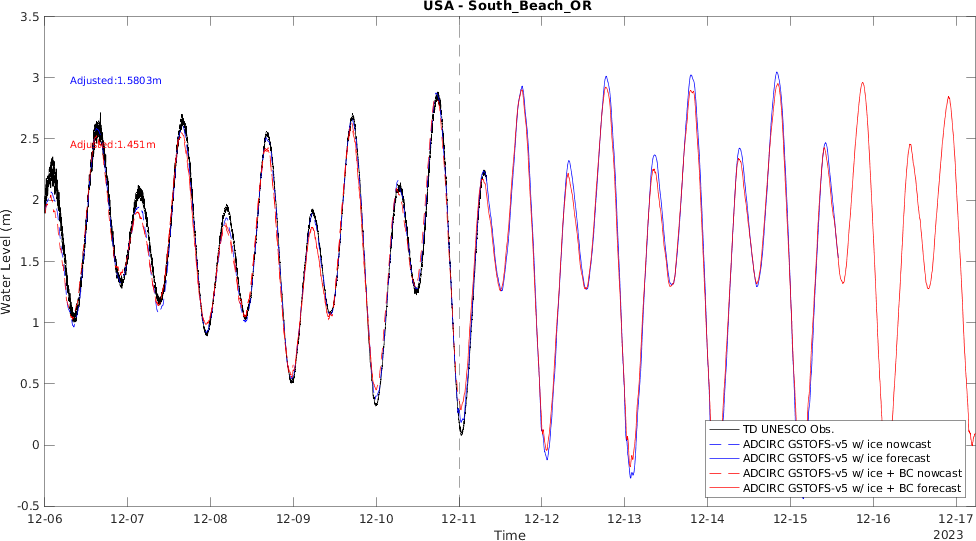 USA - South_Beach_OR
3.5
3
2.5
2
1.5
1
0.5
0
-0.5
Water Level (m)
Adjusted:1.5803m
Adjusted:1.451m
TD UNESCO Obs.
ADCIRC GSTOFS-v5 w/ ice nowcast
ADCIRC GSTOFS-v5 w/ ice forecast
ADCIRC GSTOFS-v5 w/ ice + BC nowcast
ADCIRC GSTOFS-v5 w/ ice + BC forecast
12-06 12-07 12-08 12-09 12-10 12-11 12-12 12-13 12-14 12-15 12-16 12-17
Time
2023